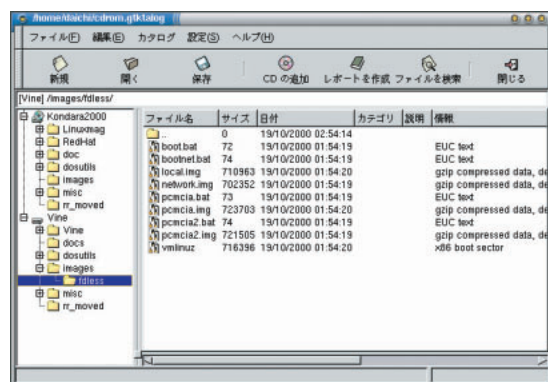 /home/daichi/cdrom.gtktalog
ファイル(F) 編集(E) カタログ 設定(S) ヘルプ(H)
新規 開く 保存 CD の追加 レポートを作成 ファイルを検索 閉じる
[Vine] /images/fdless/
Kondara2000
Linuxmag
RedHat
doc
dosutils
images
misc
rr_moved
Vine
Vine
docs
dosutils
images
fdless
misc
rr_moved
ファイル名 サイズ 日付 カテゴリ 説明 情報
.. 0 19/10/2000 02:54:14
boot.bat 72 19/10/2000 01:54:19 EUC text
bootnet.bat 74 19/10/2000 01:54:19 EUC text
local.img 710963 19/10/2000 01:54:20 gzip compressed data, de
network.img 702352 19/10/2000 01:54:19 gzip compressed data, de
pcmcia.bat 73 19/10/2000 01:54:19 EUC text
pcmcia.img 723703 19/10/2000 01:54:20 gzip compressed data, de
pcmcia2.bat 74 19/10/2000 01:54:19 EUC text
pcmcia2.img 721505 19/10/2000 01:54:19 gzip compressed data, de
vmlinuz 716396 19/10/2000 01:54:20 x86 boot sector